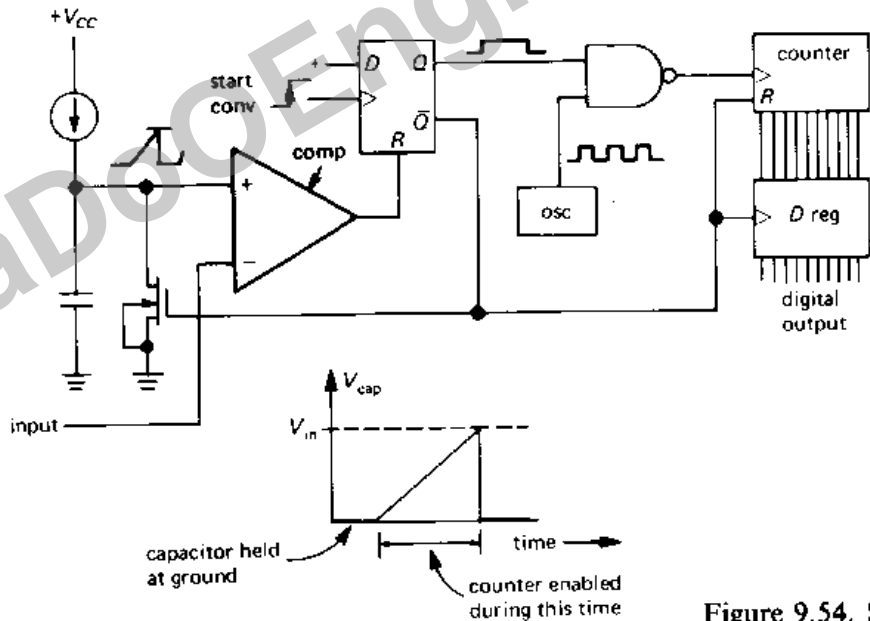 aDoOEngi
+V_CC
start
conv
D
Q
Q̅
R
comp
+
−
+
osc
counter
R
D reg
digital
output
input
V_cap
V_in
time
capacitor held
at ground
counter enabled
during this time
Figure 9.54.